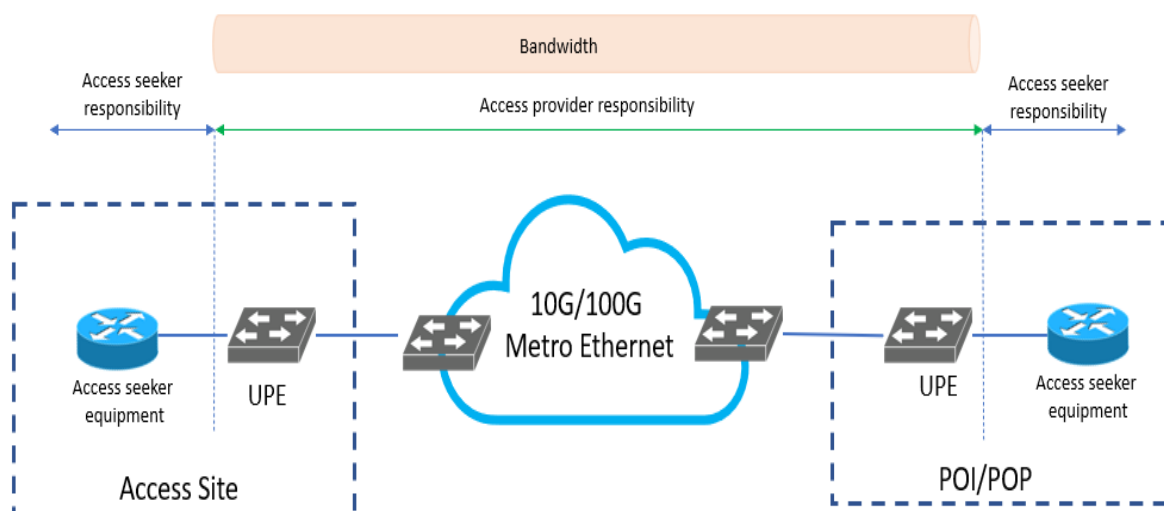 Bandwidth
Access seeker
responsibility
Access provider responsibility
Access seeker
responsibility
10G/100G
Metro Ethernet
Access seeker
equipment
UPE
UPE
Access seeker
equipment
Access Site
POI/POP